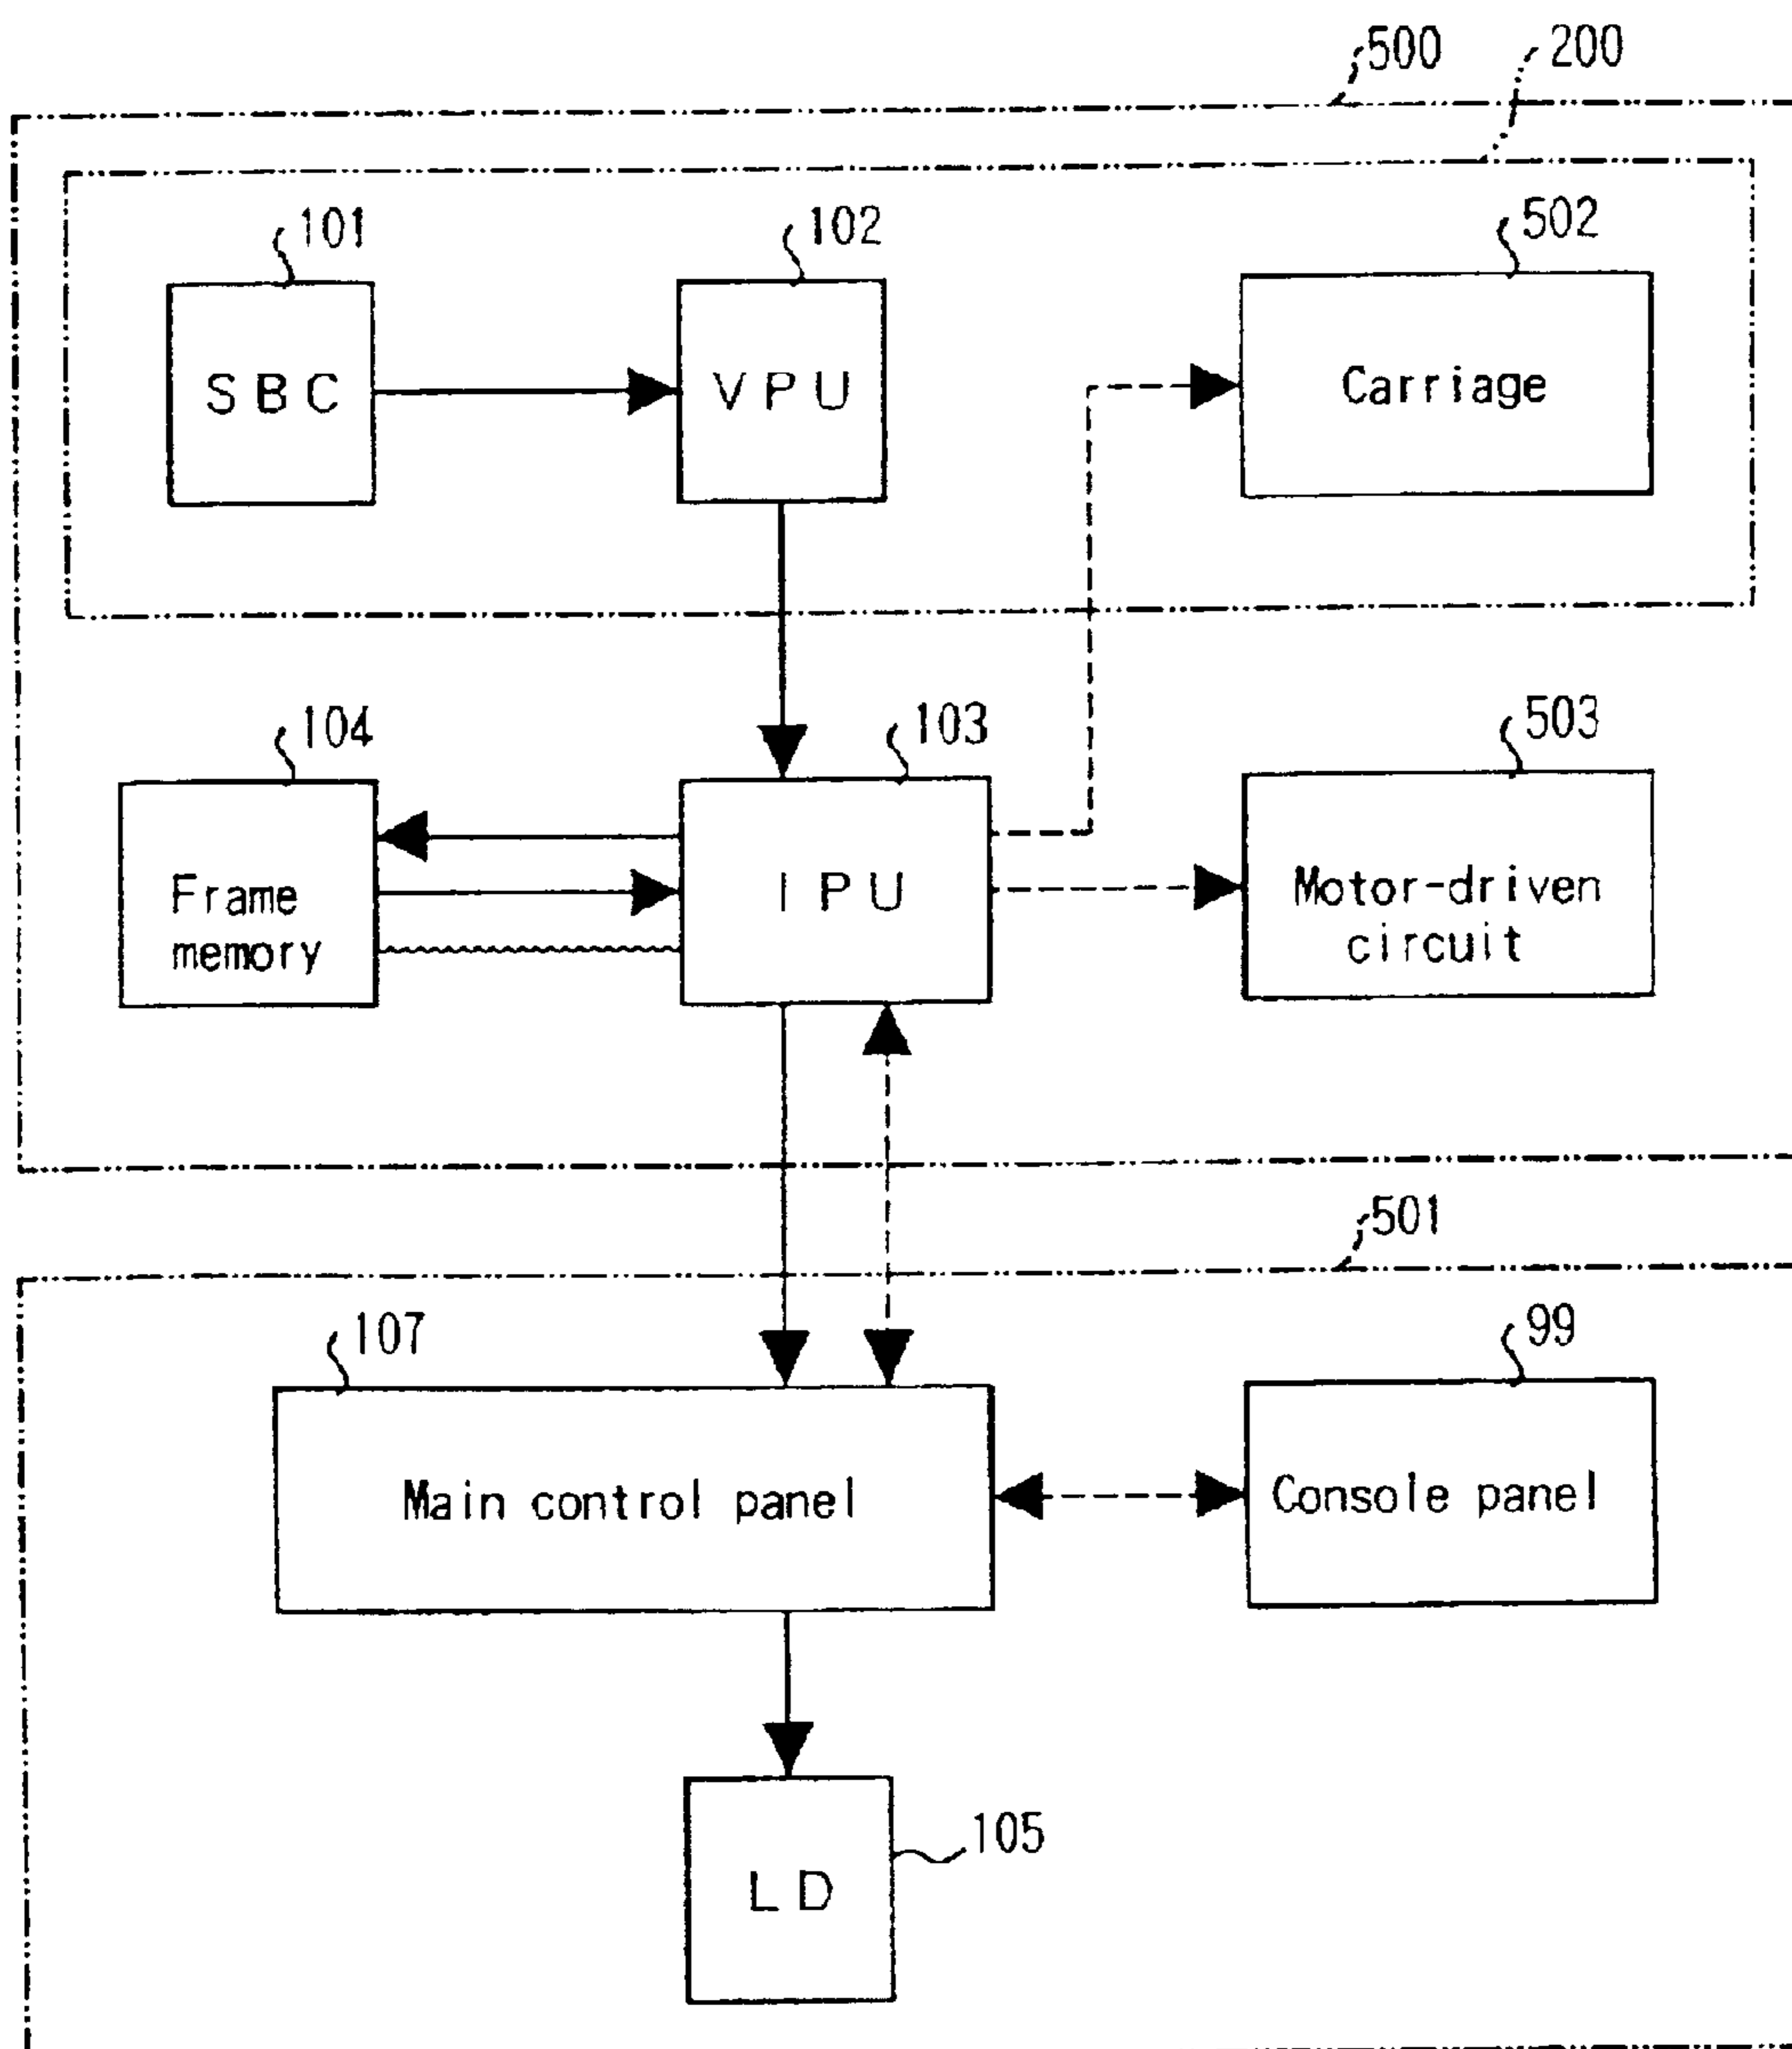 500
200
101
102
502
SBC
VPU
Carriage
104
103
503
Frame
memory
IPU
Motor-driven
circuit
501
107
99
Main control panel
Console panel
105
LD